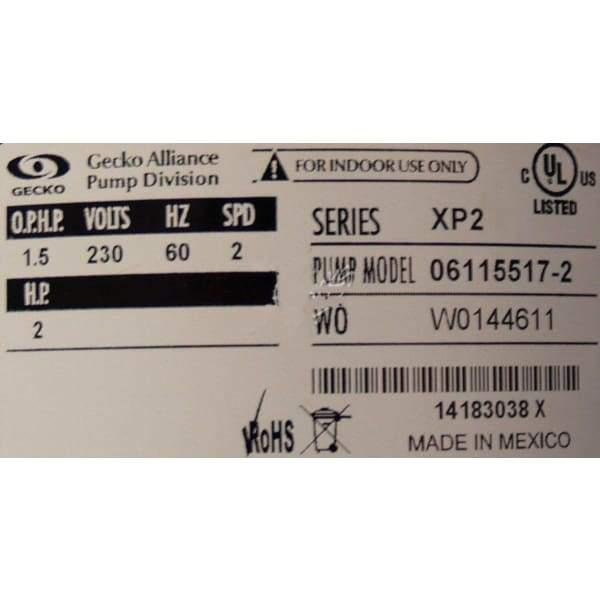 GECKO
Gecko Alliance
Pump Division
FOR INDOOR USE ONLY
C UL US
LISTED
O.P.H.P. VOLTS HZ SPD
1.5 230 60 2
H.P.
2
SERIES XP2
PUMP MODEL 06115517-2
WO W0144611
14183038 X
RoHS
MADE IN MEXICO